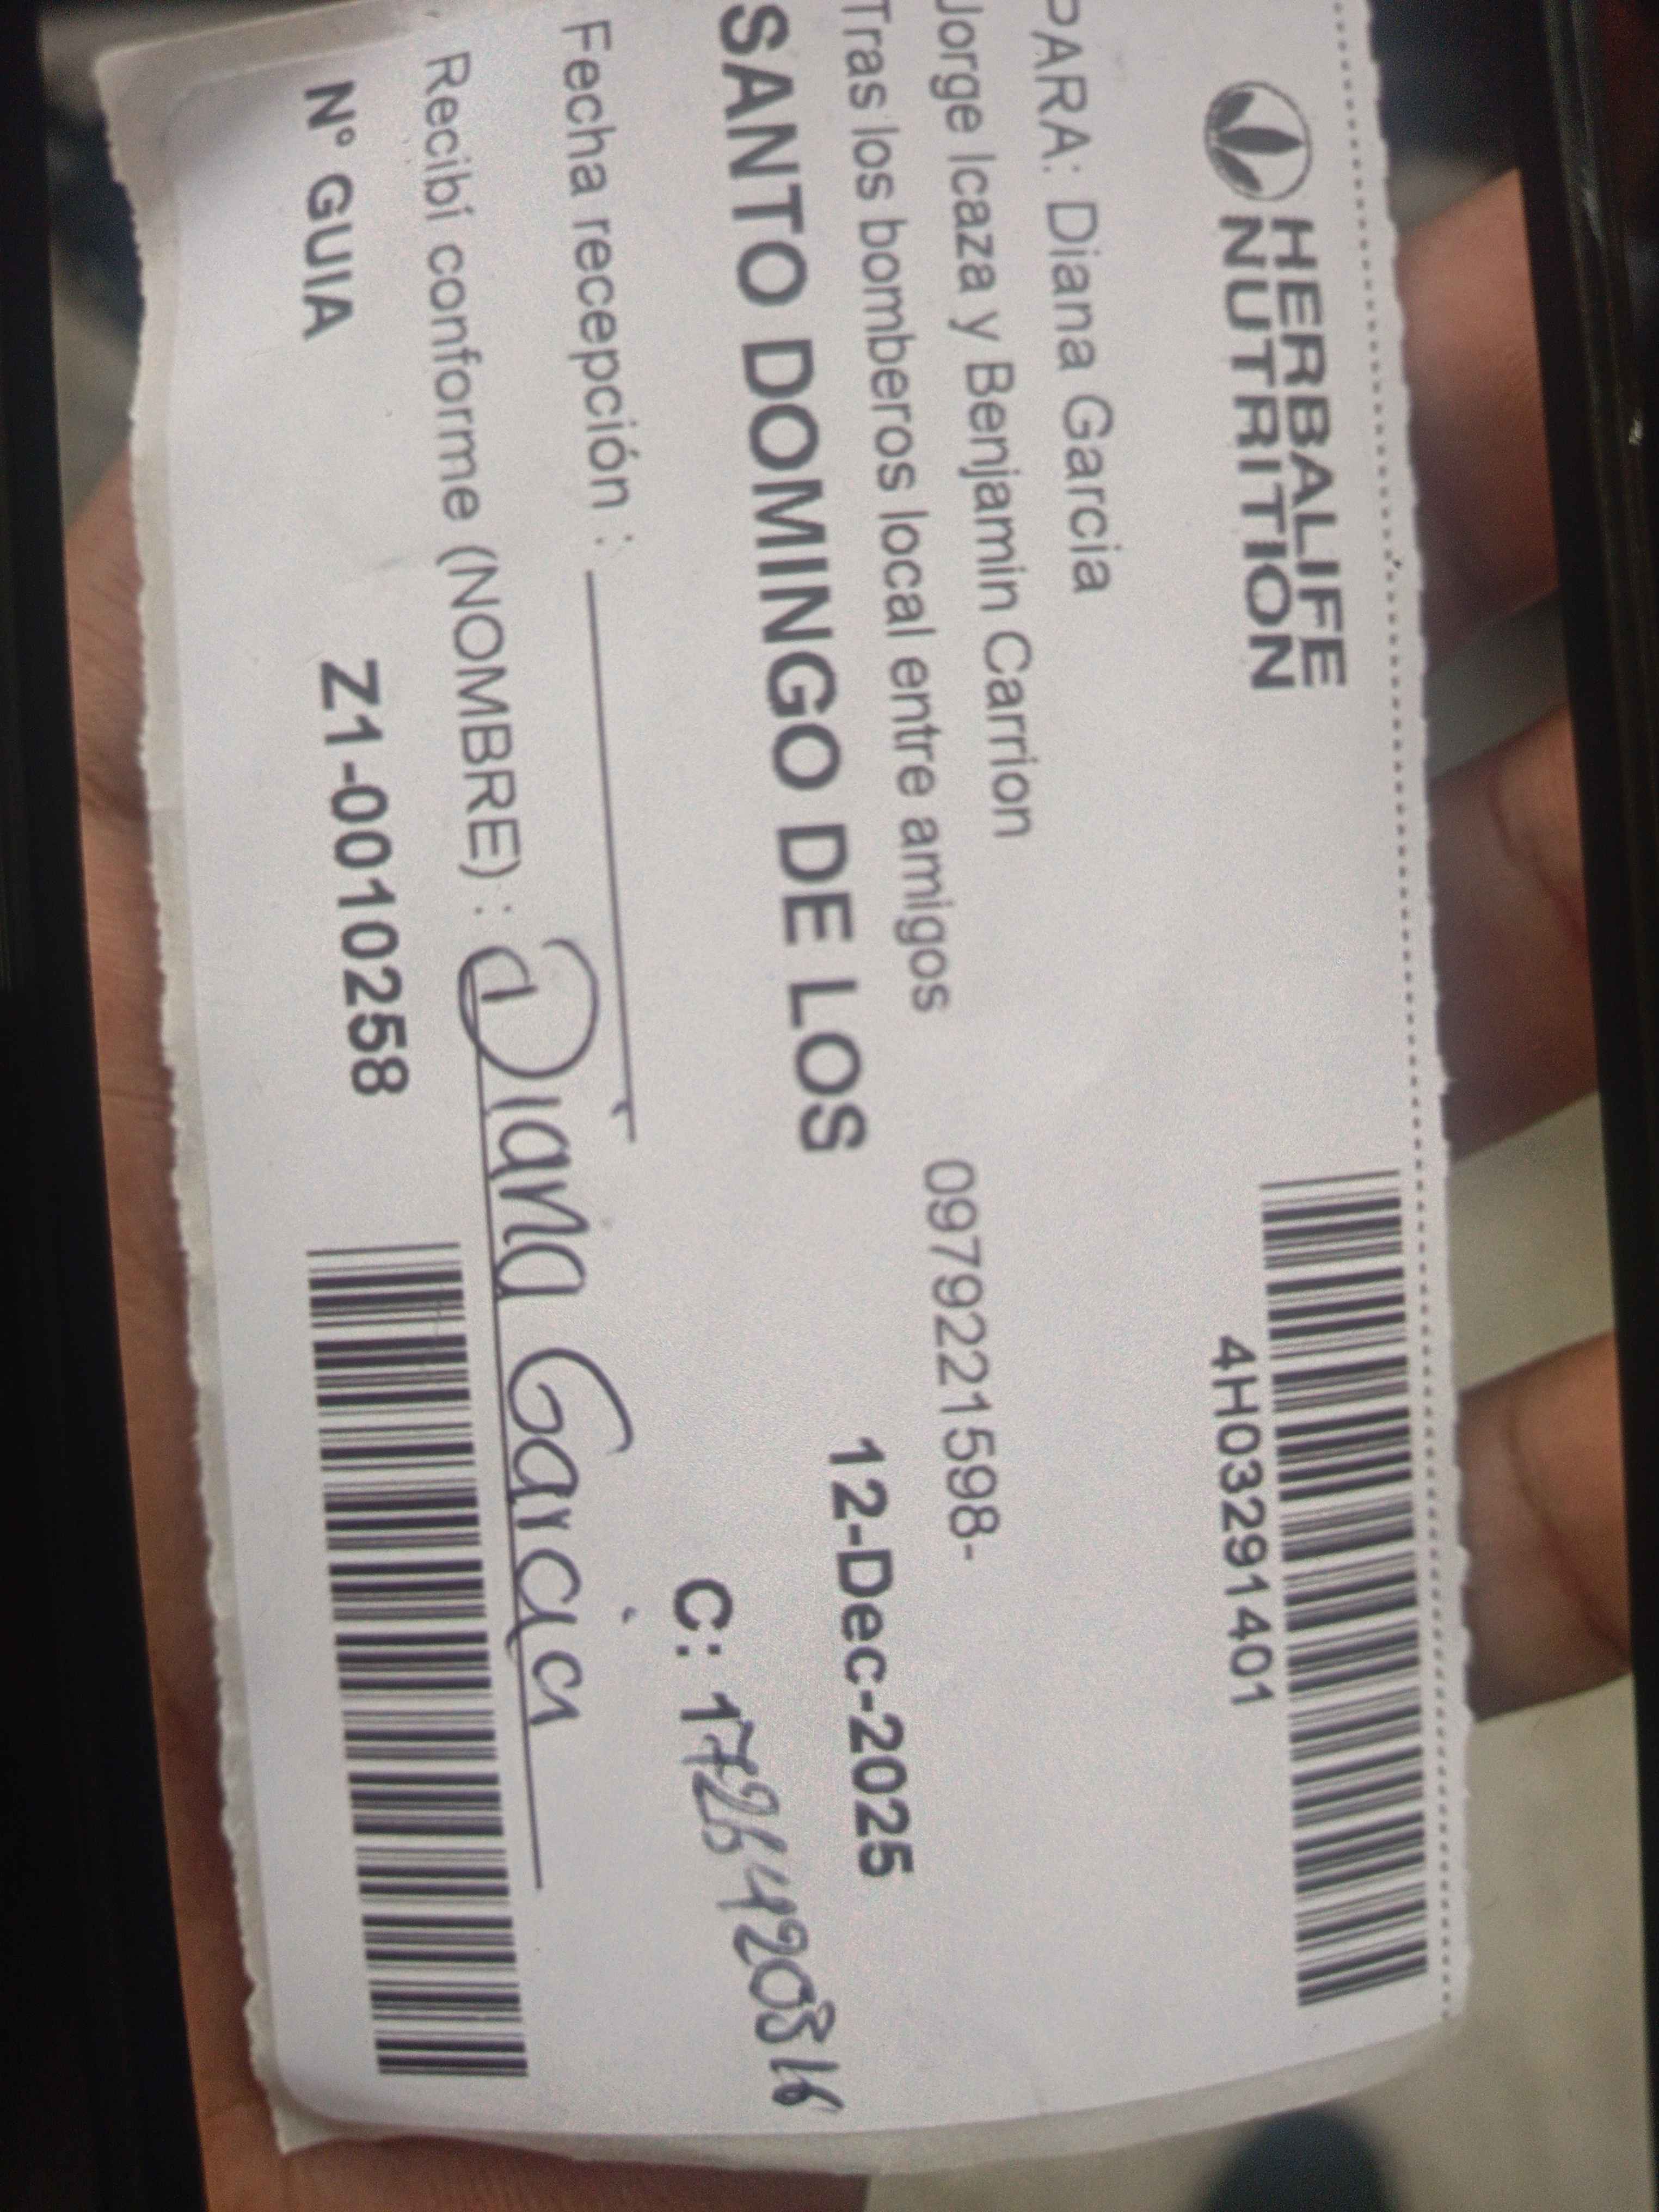 HERBALIFE
NUTRITION
4H03291401
PARA: Diana Garcia
Jorge Icaza y Benjamin Carrion
Tras los bomberos local entre amigos 0979221598-
SANTO DOMINGO DE LOS 12-Dec-2025
Fecha recepción : C:
Recibí conforme (NOMBRE) : Diana Garcia
N° GUIA Z1-00102258